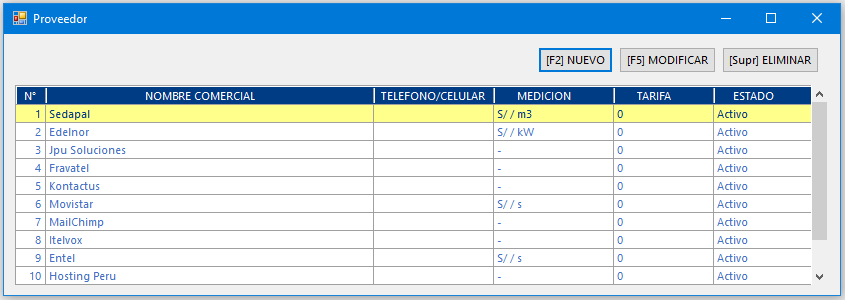 Proveedor
[F2] NUEVO [F5] MODIFICAR [Supr] ELIMINAR
N° NOMBRE COMERCIAL TELEFONO/CELULAR MEDICION TARIFA ESTADO
1 Sedapal S/ / m3 0 Activo
2 Edelnor S/ / kW 0 Activo
3 Jpu Soluciones - 0 Activo
4 Fravatel - 0 Activo
5 Kontactus - 0 Activo
6 Movistar S/ / s 0 Activo
7 MailChimp - 0 Activo
8 Itelvox - 0 Activo
9 Entel S/ / s 0 Activo
10 Hosting Peru - 0 Activo